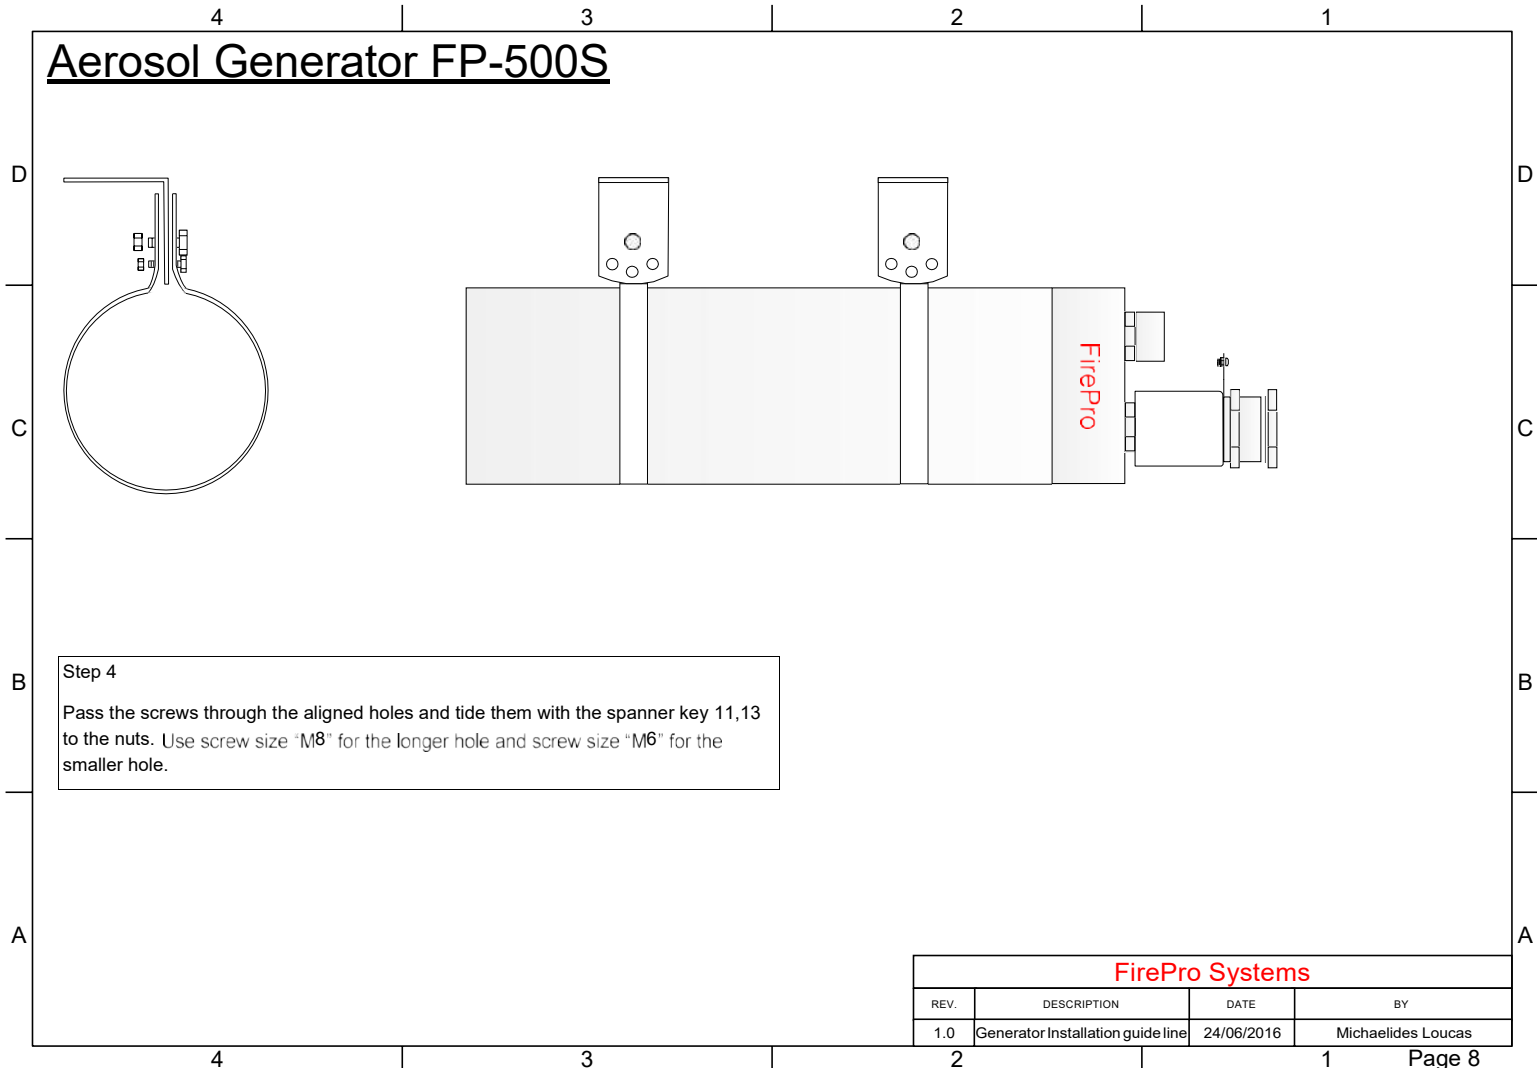 4 3 2 1
Aerosol Generator FP-500S
D D
FirePro
C C
Step 4
B B
Pass the screws through the aligned holes and tide them with the spanner key 11,13
to the nuts. Use screw size "M8" for the longer hole and screw size "M6" for the
smaller hole.
A A
FirePro Systems
REV. DESCRIPTION DATE BY
1.0 Generator Installation guide line 24/06/2016 Michaelides Loucas
4 3 2 1 Page 8